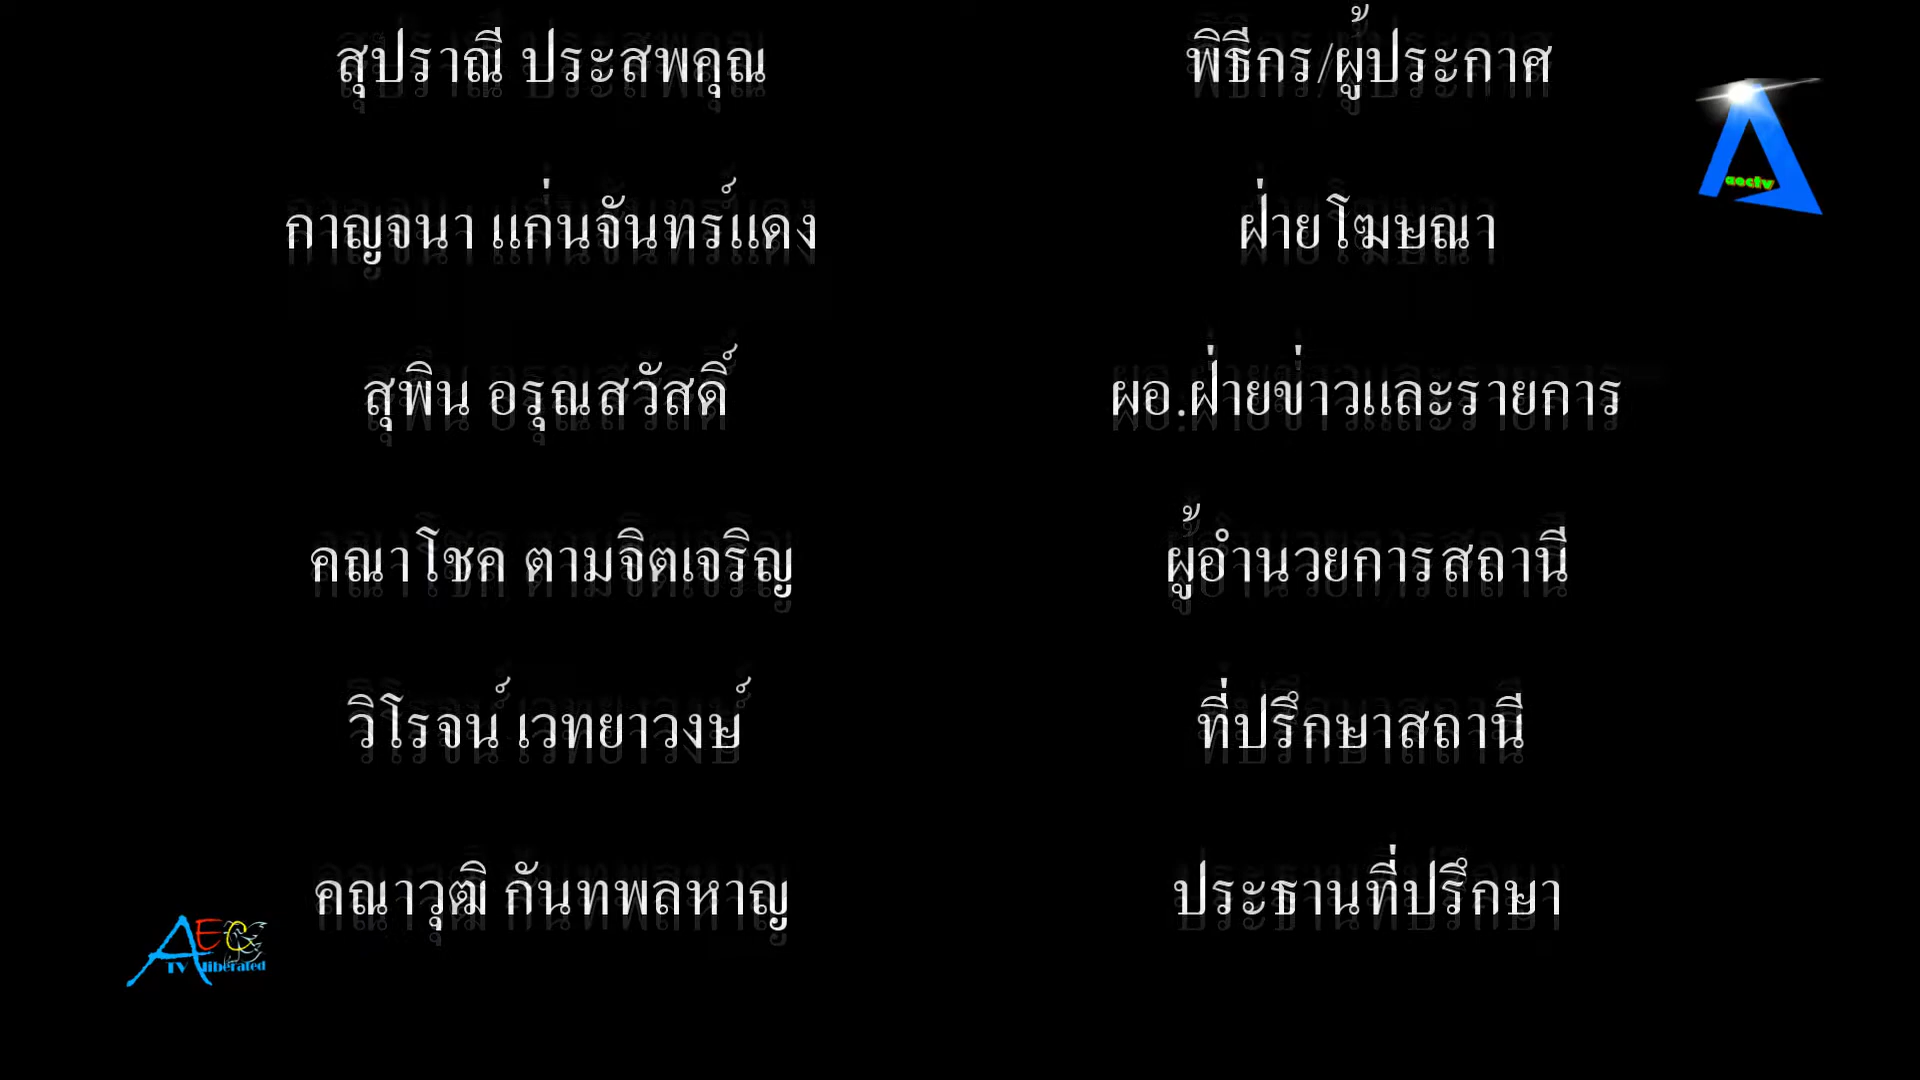 สุปราณี ประสพคุณ พิธีกร/ผู้ประกาศ
aectv
กาญจนา แก่นจันทร์แดง ฝ่ายโฆษณา
สุพิน อรุณสวัสดิ์ ผอ.ฝ่ายข่าวและรายการ
คณาโชค ตามจิตเจริญ ผู้อำนวยการสถานี
วิโรจน์ เวทยาวงษ์ ที่ปรึกษาสถานี
คณาวุฒิ กันทพลหาญ ประธานที่ปรึกษา
AEC
TV liberated